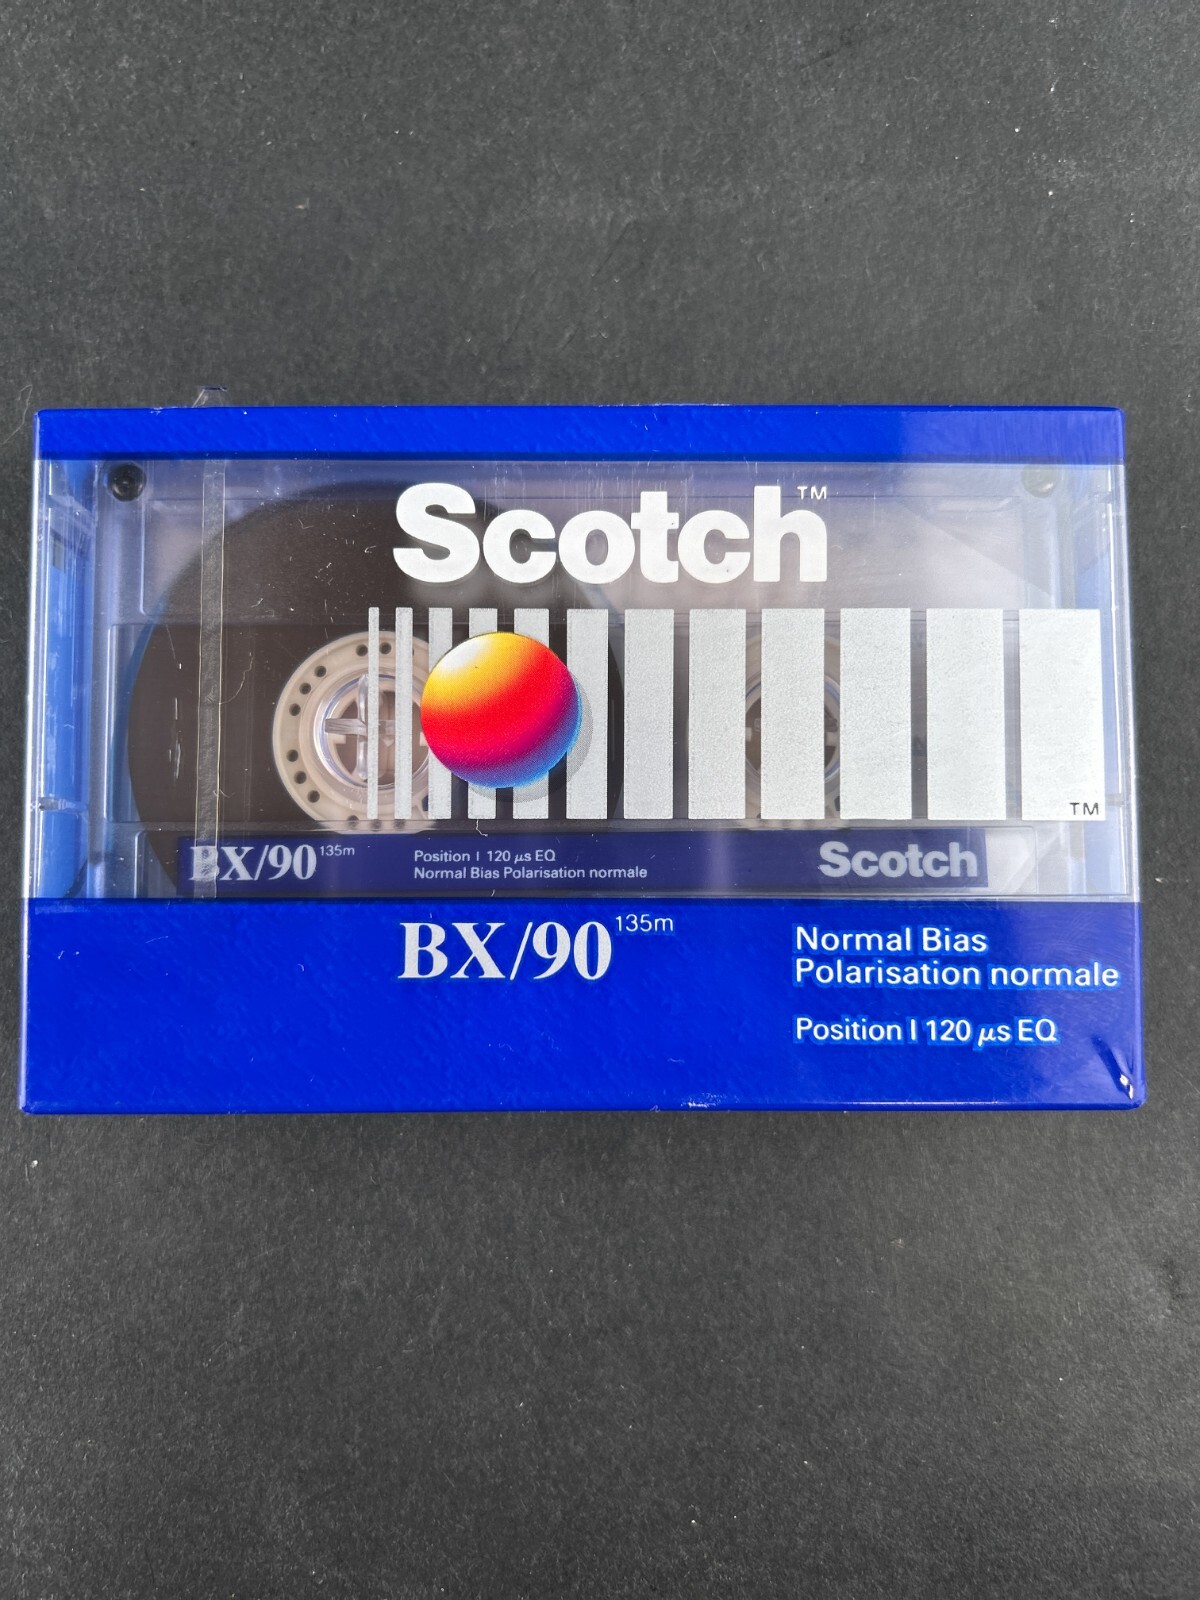 Scotch™
TM
BX/90 135m
Position I 120 µs EQ
Normal Bias Polarisation normale
Scotch
BX/90 135m
Normal Bias
Polarisation normale
Position I 120 µs EQ